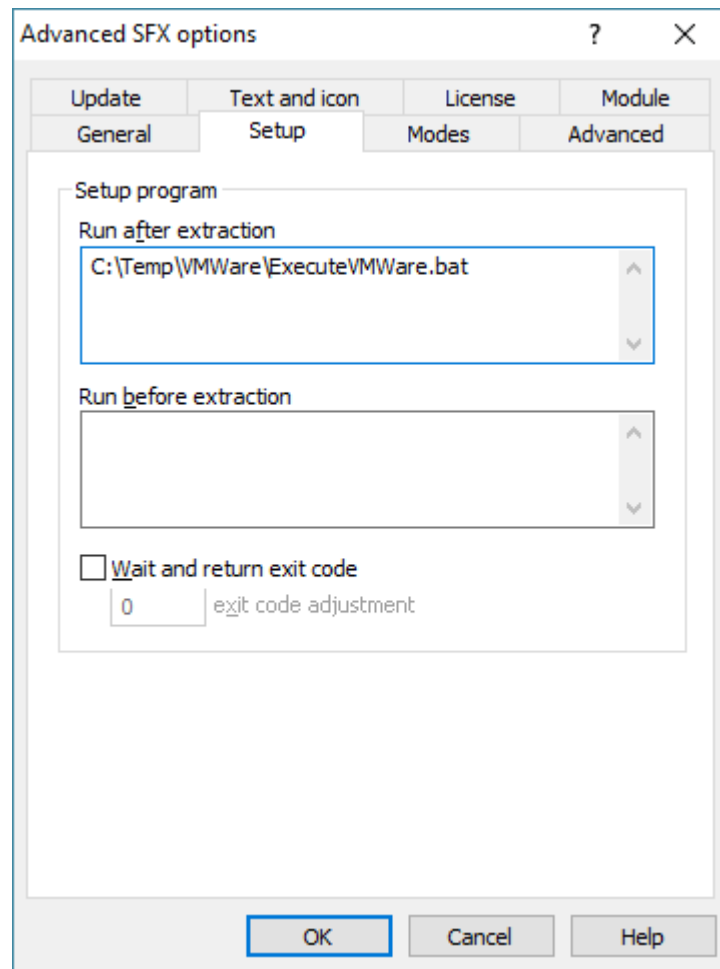 Advanced SFX options
?
Update Text and icon License Module
General Setup Modes Advanced
Setup program
Run after extraction
C:\Temp\VMWare\ExecuteVMWare.bat
Run before extraction
Wait and return exit code
0 exit code adjustment
OK Cancel Help